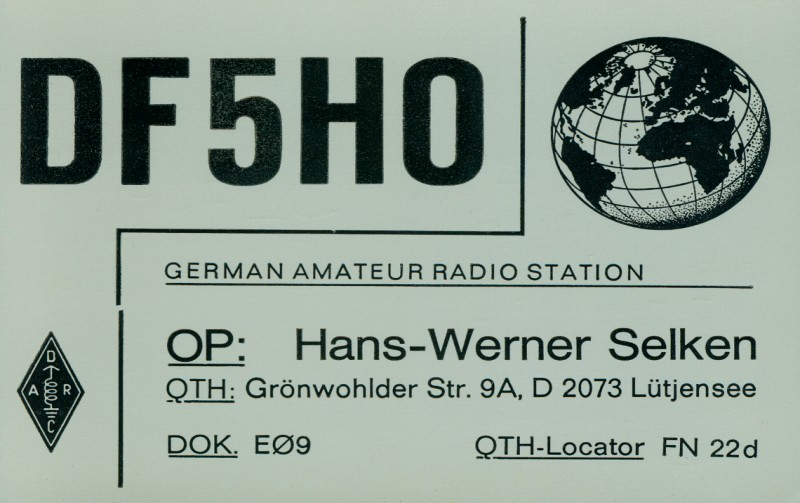 DF5HO
GERMAN AMATEUR RADIO STATION
OP: Hans-Werner Selken
QTH: Grönwohlder Str. 9A, D 2073 Lütjensee
D
A R
C
DOK. EØ9 QTH-Locator FN 22d